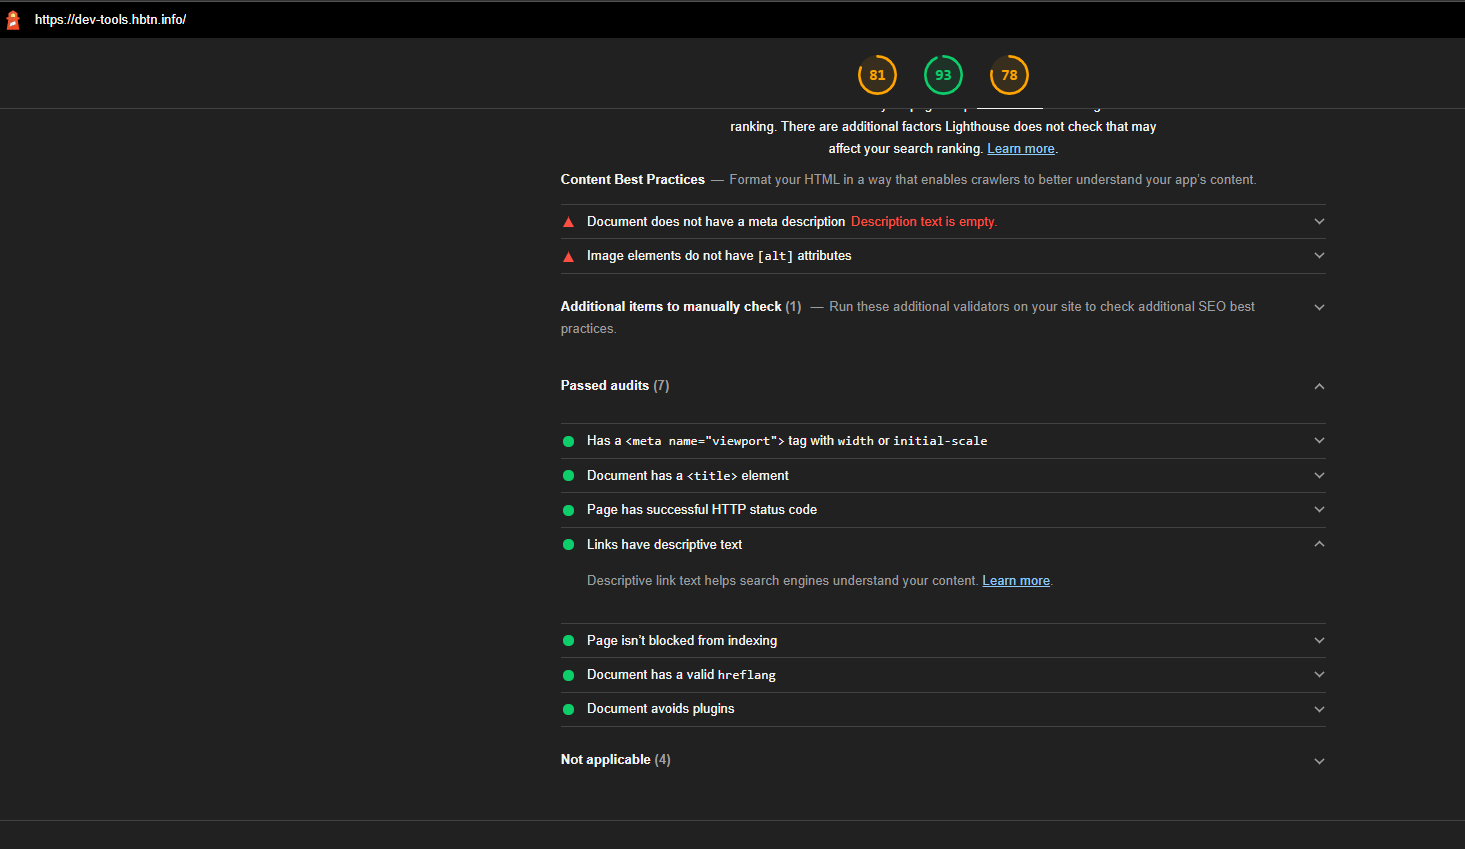 https://dev-tools.hbtn.info/
81 93 78
ranking. There are additional factors Lighthouse does not check that may
affect your search ranking. Learn more.
Content Best Practices — Format your HTML in a way that enables crawlers to better understand your app's content.
Document does not have a meta description Description text is empty.
Image elements do not have [alt] attributes
Additional items to manually check (1) — Run these additional validators on your site to check additional SEO best
practices.
Passed audits (7)
Has a <meta name="viewport"> tag with width or initial-scale
Document has a <title> element
Page has successful HTTP status code
Links have descriptive text
Descriptive link text helps search engines understand your content. Learn more.
Page isn't blocked from indexing
Document has a valid hreflang
Document avoids plugins
Not applicable (4)